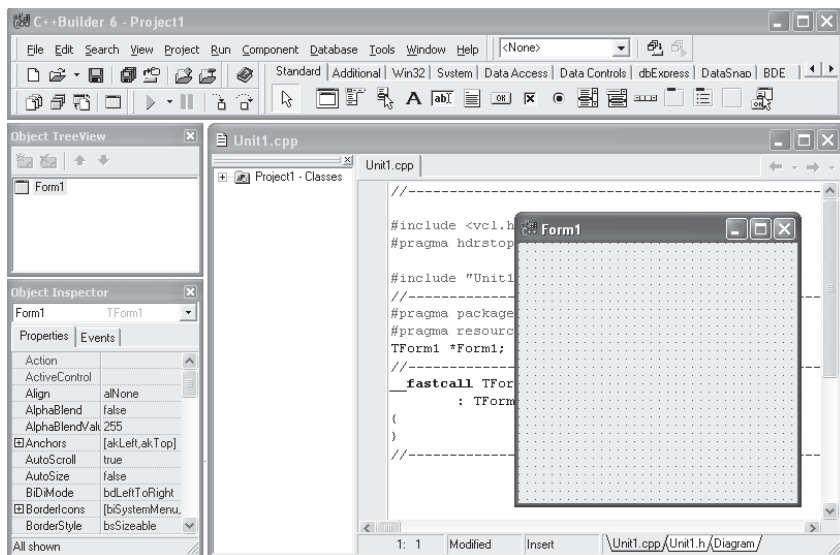 C++Builder 6 - Project1
File Edit Search View Project Run Component Database Tools Window Help <None>
Standard Additional Win32 System Data Access Data Controls dbExpress DataSnap BDE
A ab OK
Object TreeView
Form1
Unit1.cpp
Project1 - Classes
Unit1.cpp
//--------------------------------------------------
#include <vcl.h
#pragma hdrstop
#include "Unit1
//--------------------------------------------------
#pragma package
#pragma resourc
TForm1 *Form1;
//--------------------------------------------------
__fastcall TFor
: TForm
{
}
//--------------------------------------------------
Form1
Object Inspector
Form1 TForm1
Properties Events
Action
ActiveControl
Align alNone
AlphaBlend false
AlphaBlendValu 255
Anchors [akLeft,akTop]
AutoScroll true
AutoSize false
BiDiMode bdLeftToRight
BorderIcons [biSystemMenu,
BorderStyle bsSizeable
All shown
1: 1 Modified Insert Unit1.cpp Unit1.h Diagram